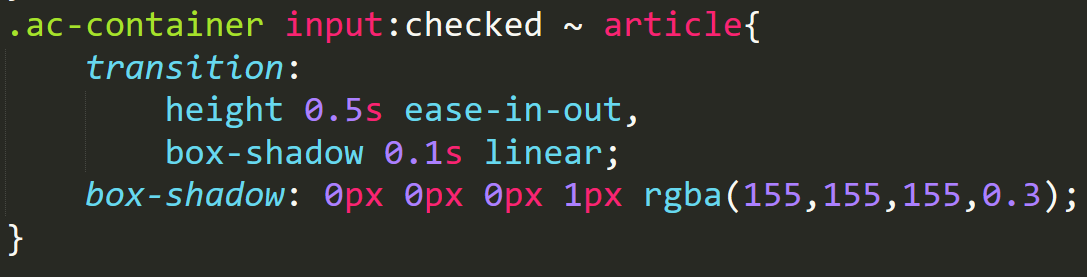 .ac-container input:checked ~ article{
transition:
height 0.5s ease-in-out,
box-shadow 0.1s linear;
box-shadow: 0px 0px 0px 1px rgba(155,155,155,0.3);
}